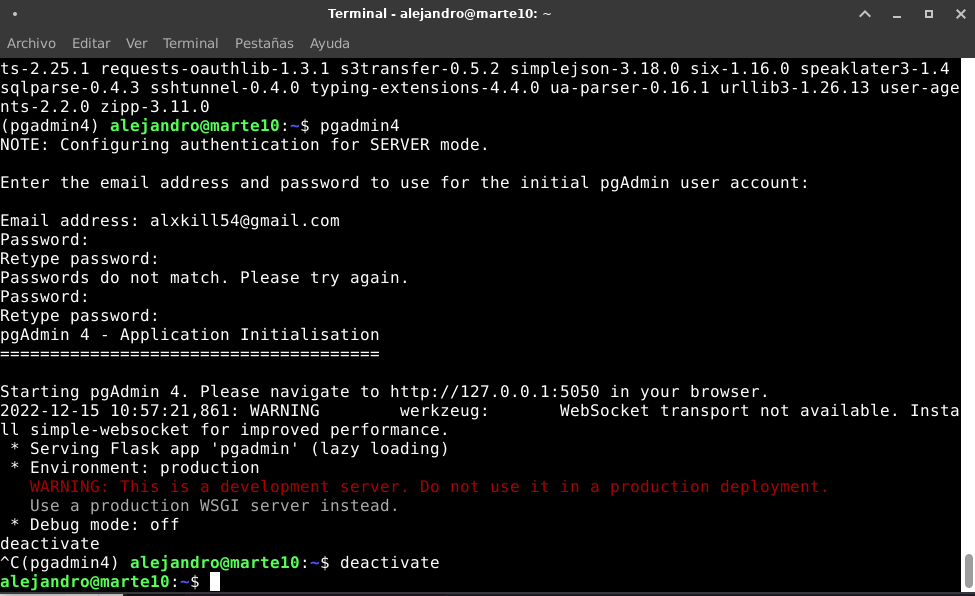 Terminal - alejandro@marte10: ~
Archivo Editar Ver Terminal Pestañas Ayuda
ts-2.25.1 requests-oauthlib-1.3.1 s3transfer-0.5.2 simplejson-3.18.0 six-1.16.0 speaklater3-1.4
sqlparse-0.4.3 sshtunnel-0.4.0 typing-extensions-4.4.0 ua-parser-0.16.1 urllib3-1.26.13 user-age
nts-2.2.0 zipp-3.11.0
(pgadmin4) alejandro@marte10:~$ pgadmin4
NOTE: Configuring authentication for SERVER mode.
Enter the email address and password to use for the initial pgAdmin user account:
Email address: alxkill54@gmail.com
Password:
Retype password:
Passwords do not match. Please try again.
Password:
Retype password:
pgAdmin 4 - Application Initialisation
======================================
Starting pgAdmin 4. Please navigate to http://127.0.0.1:5050 in your browser.
2022-12-15 10:57:21,861: WARNING        werkzeug:       WebSocket transport not available. Insta
ll simple-websocket for improved performance.
 * Serving Flask app 'pgadmin' (lazy loading)
 * Environment: production
   WARNING: This is a development server. Do not use it in a production deployment.
   Use a production WSGI server instead.
 * Debug mode: off
deactivate
^C(pgadmin4) alejandro@marte10:~$ deactivate
alejandro@marte10:~$